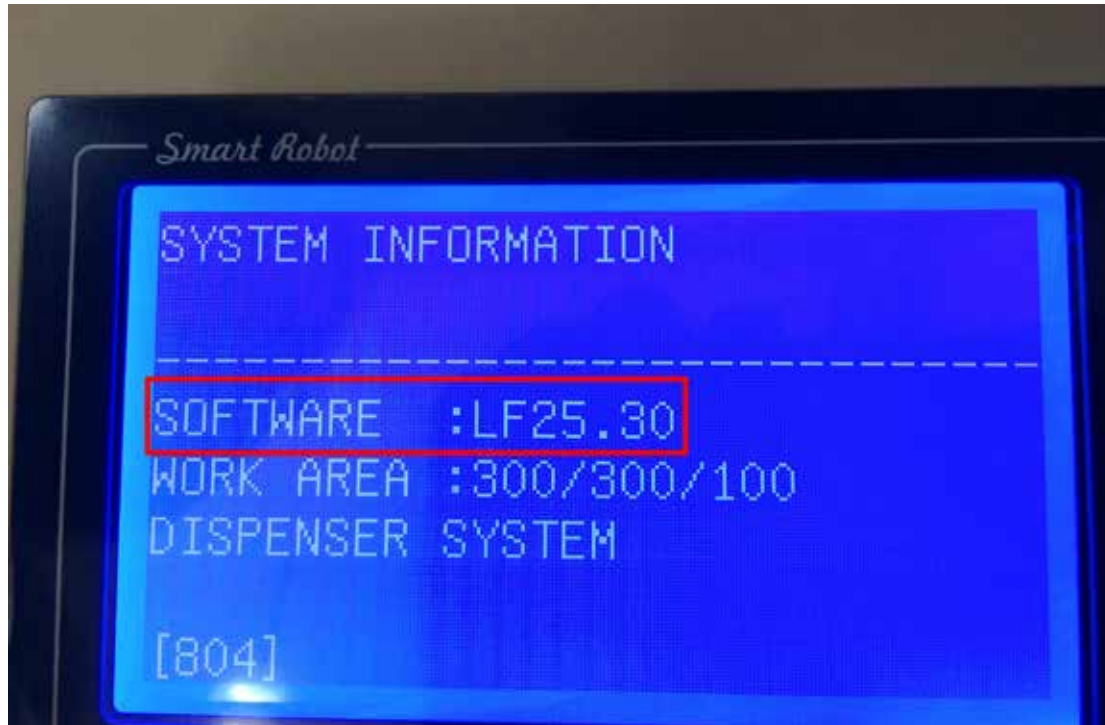 Smart Robot
SYSTEM INFORMATION
SOFTWARE :LF25.30
WORK AREA :300/300/100
DISPENSER SYSTEM
[804]